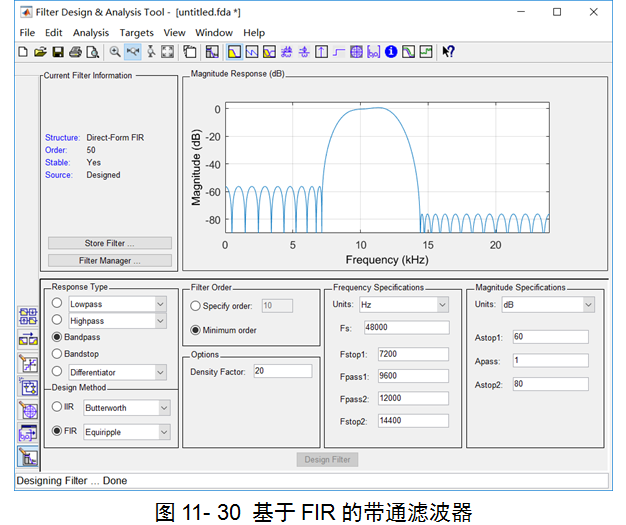 Filter Design & Analysis Tool - [untitled.fda *]
File Edit Analysis Targets View Window Help
Current Filter Information
Structure: Direct-Form FIR
Order: 50
Stable: Yes
Source: Designed
Store Filter ...
Filter Manager ...
Magnitude Response (dB)
Magnitude (dB)
0
-20
-40
-60
-80
0 5 10 15 20
Frequency (kHz)
Response Type
Lowpass
Highpass
Bandpass
Bandstop
Differentiator
Design Method
IIR Butterworth
FIR Equiripple
Filter Order
Specify order: 10
Minimum order
Options
Density Factor: 20
Frequency Specifications
Units: Hz
Fs: 48000
Fstop1: 7200
Fpass1: 9600
Fpass2: 12000
Fstop2: 14400
Magnitude Specifications
Units: dB
Astop1: 60
Apass: 1
Astop2: 80
Design Filter
Designing Filter ... Done
图 11- 30 基于 FIR 的带通滤波器